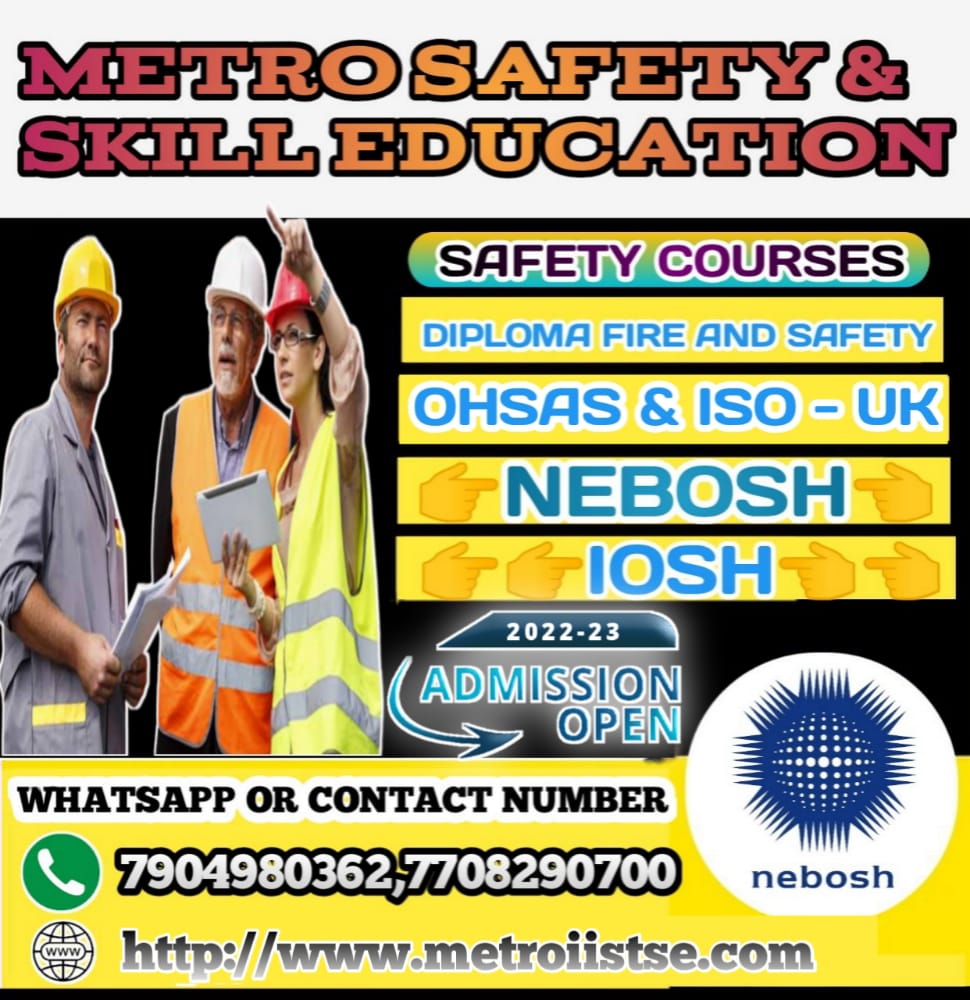 METRO SAFETY &
SKILL EDUCATION
SAFETY COURSES
DIPLOMA FIRE AND SAFETY
OHSAS & ISO - UK
NEBOSH
IOSH
2022-23
ADMISSION
OPEN
WHATSAPP OR CONTACT NUMBER
7904980362,7708290700
nebosh
www
http://www.metroiistse.com